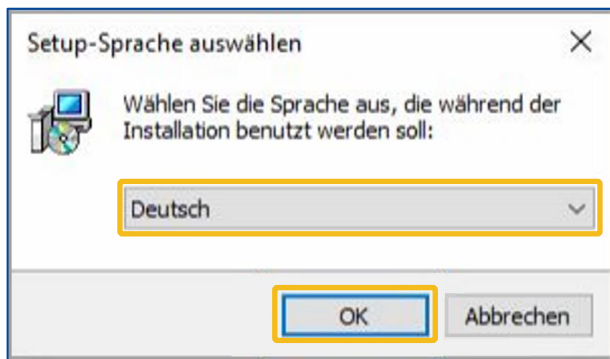 Setup-Sprache auswählen
Wählen Sie die Sprache aus, die während der
Installation benutzt werden soll:
Deutsch
OK
Abbrechen